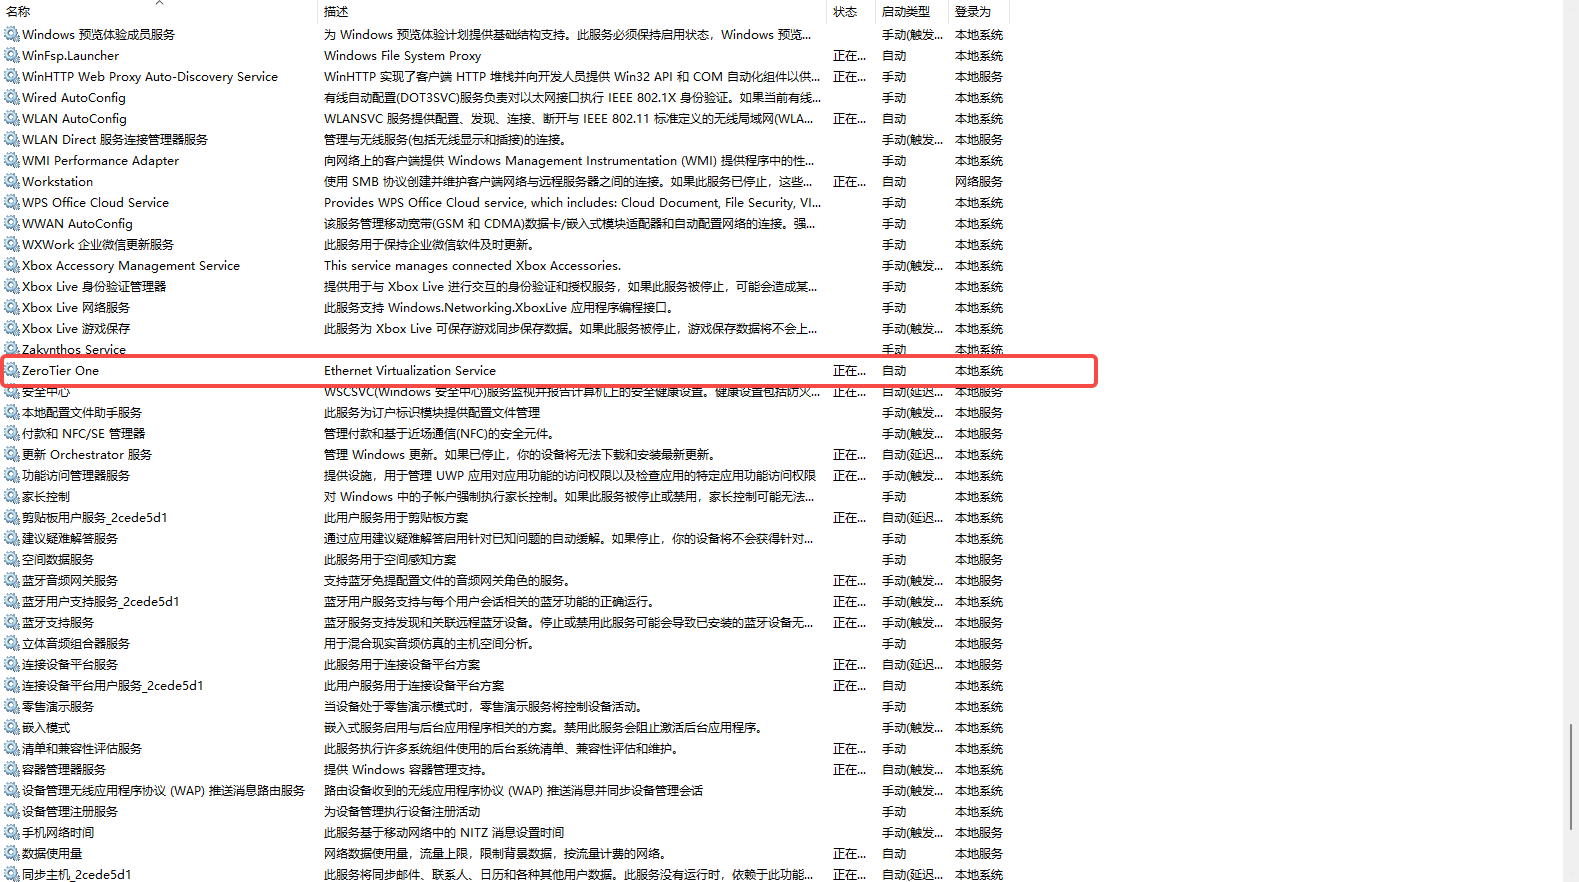 名称 描述 状态 启动类型 登录为
Windows 预览体验成员服务 为 Windows 预览体验计划提供基础结构支持。此服务必须保持启用状态，Windows 预览... 手动(触发... 本地系统
WinFsp.Launcher Windows File System Proxy 正在... 自动 本地系统
WinHTTP Web Proxy Auto-Discovery Service WinHTTP 实现了客户端 HTTP 堆栈并向开发人员提供 Win32 API 和 COM 自动化组件以供... 正在... 手动 本地服务
Wired AutoConfig 有线自动配置(DOT3SVC)服务负责对以太网接口执行 IEEE 802.1X 身份验证。如果当前有线... 手动 本地系统
WLAN AutoConfig WLANSVC 服务提供配置、发现、连接、断开与 IEEE 802.11 标准定义的无线局域网(WLA... 正在... 自动 本地系统
WLAN Direct 服务连接管理器服务 管理与无线服务(包括无线显示和插接)的连接。 手动(触发... 本地服务
WMI Performance Adapter 向网络上的客户端提供 Windows Management Instrumentation (WMI) 提供程序中的性... 手动 本地系统
Workstation 使用 SMB 协议创建并维护客户端网络与远程服务器之间的连接。如果此服务已停止，这些... 正在... 自动 网络服务
WPS Office Cloud Service Provides WPS Office Cloud service, which includes: Cloud Document, File Security, VI... 手动 本地系统
WWAN AutoConfig 该服务管理移动宽带(GSM 和 CDMA)数据卡/嵌入式模块适配器和自动配置网络的连接。强... 手动 本地系统
WXWork 企业微信更新服务 此服务用于保持企业微信软件及时更新。 手动 本地系统
Xbox Accessory Management Service This service manages connected Xbox Accessories. 手动(触发... 本地系统
Xbox Live 身份验证管理器 提供用于与 Xbox Live 进行交互的身份验证和授权服务，如果此服务被停止，可能会造成某... 手动 本地系统
Xbox Live 网络服务 此服务支持 Windows.Networking.XboxLive 应用程序编程接口。 手动 本地系统
Xbox Live 游戏保存 此服务为 Xbox Live 可保存游戏同步保存数据。如果此服务被停止，游戏保存数据将不会上... 手动(触发... 本地系统
Zakynthos Service 手动 本地系统
ZeroTier One Ethernet Virtualization Service 正在... 自动 本地系统
安全中心 WSCSVC(Windows 安全中心)服务监视并报告计算机上的安全健康设置。健康设置包括防火... 正在... 自动(延迟... 本地服务
本地配置文件助手服务 此服务为订户标识模块提供配置文件管理 手动(触发... 本地服务
付款和 NFC/SE 管理器 管理付款和基于近场通信(NFC)的安全元件。 手动(触发... 本地服务
更新 Orchestrator 服务 管理 Windows 更新。如果已停止，你的设备将无法下载和安装最新更新。 正在... 自动(延迟... 本地系统
功能访问管理器服务 提供设施，用于管理 UWP 应用对应用功能的访问权限以及检查应用的特定应用功能访问权限 正在... 手动(触发... 本地系统
家长控制 对 Windows 中的子帐户强制执行家长控制。如果此服务被停止或禁用，家长控制可能无法... 手动 本地系统
剪贴板用户服务_2cede5d1 此用户服务用于剪贴板方案 正在... 自动(延迟... 本地系统
建议疑难解答服务 通过应用建议疑难解答启用针对已知问题的自动缓解。如果停止，你的设备将不会获得针对... 手动 本地系统
空间数据服务 此服务用于空间感知方案 手动 本地服务
蓝牙音频网关服务 支持蓝牙免提配置文件的音频网关角色的服务。 正在... 手动(触发... 本地服务
蓝牙用户支持服务_2cede5d1 蓝牙用户服务支持与每个用户会话相关的蓝牙功能的正确运行。 正在... 手动(触发... 本地系统
蓝牙支持服务 蓝牙服务支持发现和关联远程蓝牙设备。停止或禁用此服务可能会导致已安装的蓝牙设备无... 正在... 手动(触发... 本地服务
立体音频组合器服务 用于混合现实音频仿真的主机空间分析。 手动 本地服务
连接设备平台服务 此服务用于连接设备平台方案 正在... 自动(延迟... 本地服务
连接设备平台用户服务_2cede5d1 此用户服务用于连接设备平台方案 正在... 自动 本地系统
零售演示服务 当设备处于零售演示模式时，零售演示服务将控制设备活动。 手动 本地系统
嵌入模式 嵌入式服务启用与后台应用程序相关的方案。禁用此服务会阻止激活后台应用程序。 手动(触发... 本地系统
清单和兼容性评估服务 此服务执行许多系统组件使用的后台系统清单、兼容性评估和维护。 正在... 手动 本地系统
容器管理器服务 提供 Windows 容器管理支持。 正在... 自动(触发... 本地系统
设备管理无线应用程序协议 (WAP) 推送消息路由服务 路由设备收到的无线应用程序协议 (WAP) 推送消息并同步设备管理会话 手动(触发... 本地系统
设备管理注册服务 为设备管理执行设备注册活动 手动 本地系统
手机网络时间 此服务基于移动网络中的 NITZ 消息设置时间 手动(触发... 本地服务
数据使用量 网络数据使用量，流量上限，限制背景数据，按流量计费的网络。 正在... 自动 本地服务
同步主机_2cede5d1 此服务将同步邮件、联系人、日历和各种其他用户数据。此服务没有运行时，依赖于此功能... 正在... 自动(延迟... 本地系统